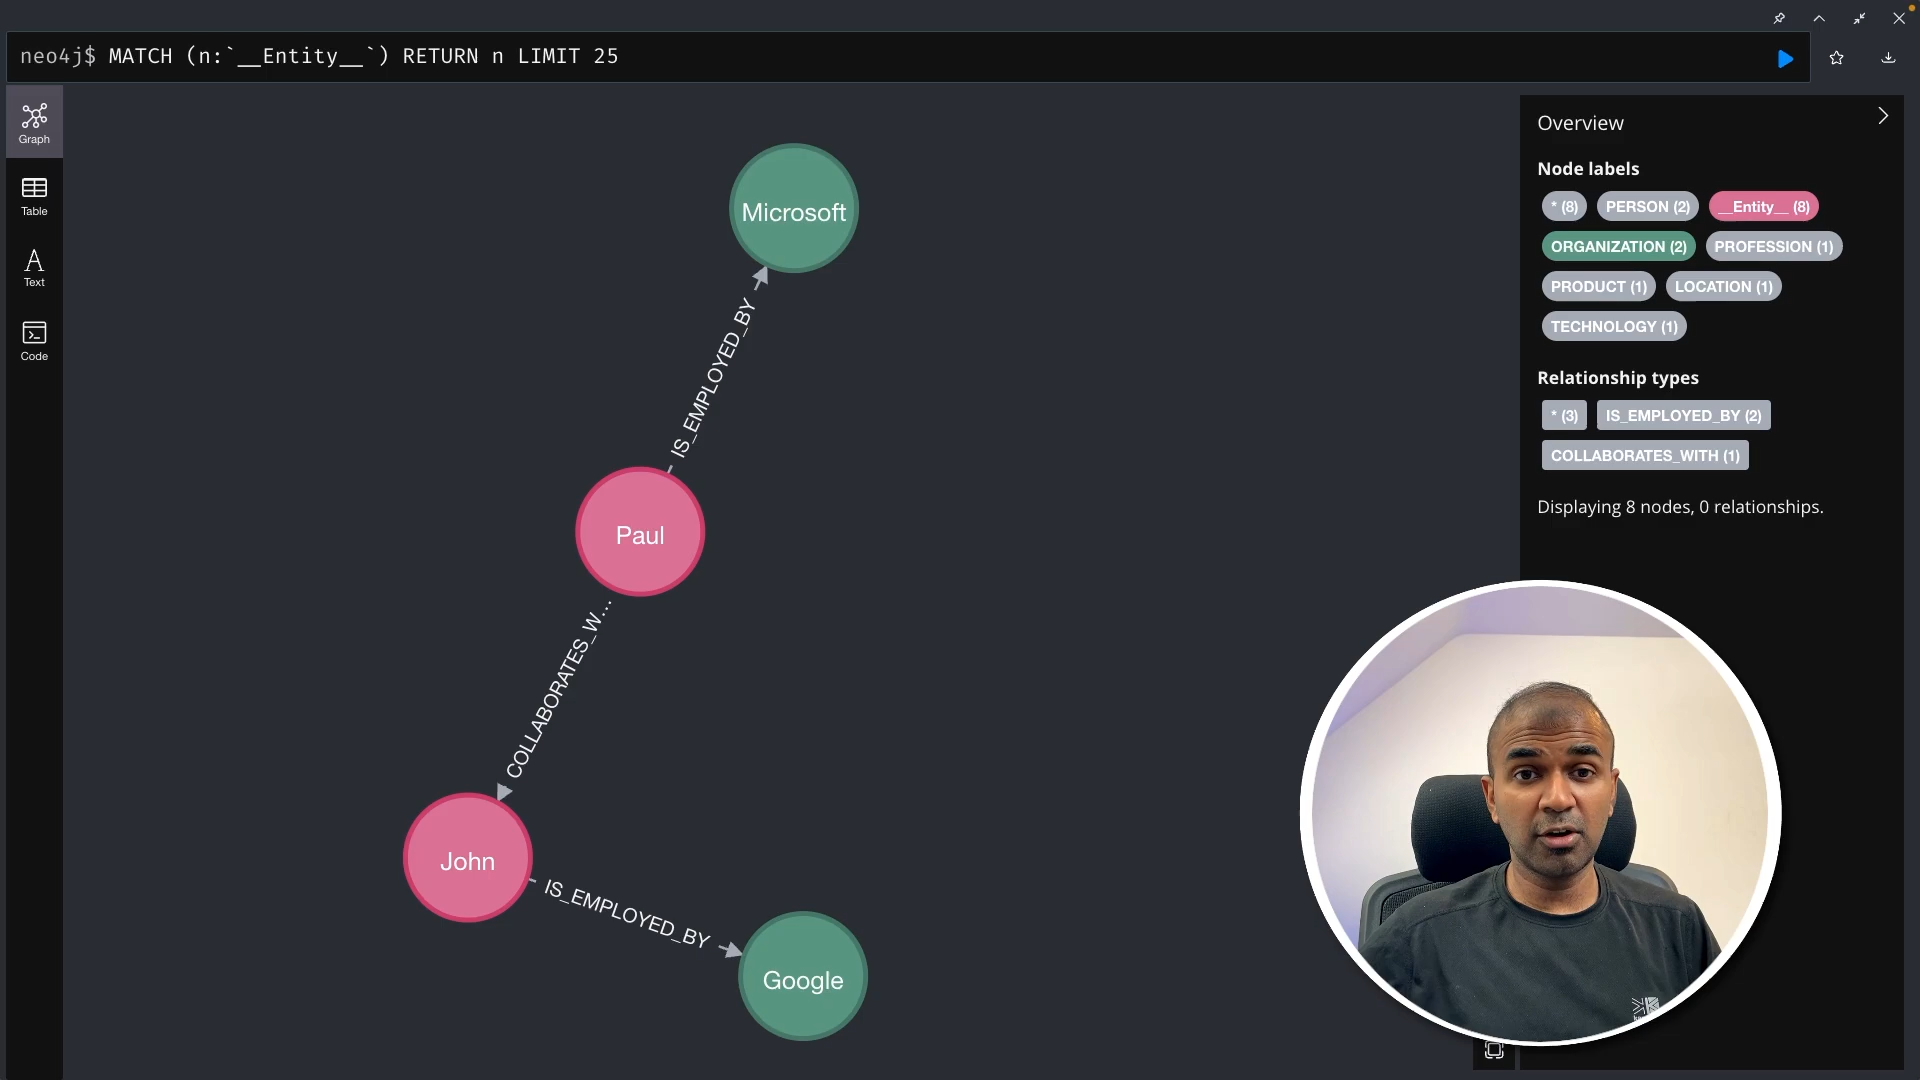 neo4j$ MATCH (n:`__Entity__`) RETURN n LIMIT 25
Graph
Table
Text
Code
Microsoft
IS_EMPLOYED_BY
Paul
COLLABORATES_W...
John
IS_EMPLOYED_BY
Google
Overview
Node labels
* (8) PERSON (2) __Entity__ (8)
ORGANIZATION (2) PROFESSION (1)
PRODUCT (1) LOCATION (1)
TECHNOLOGY (1)
Relationship types
* (3) IS_EMPLOYED_BY (2)
COLLABORATES_WITH (1)
Displaying 8 nodes, 0 relationships.